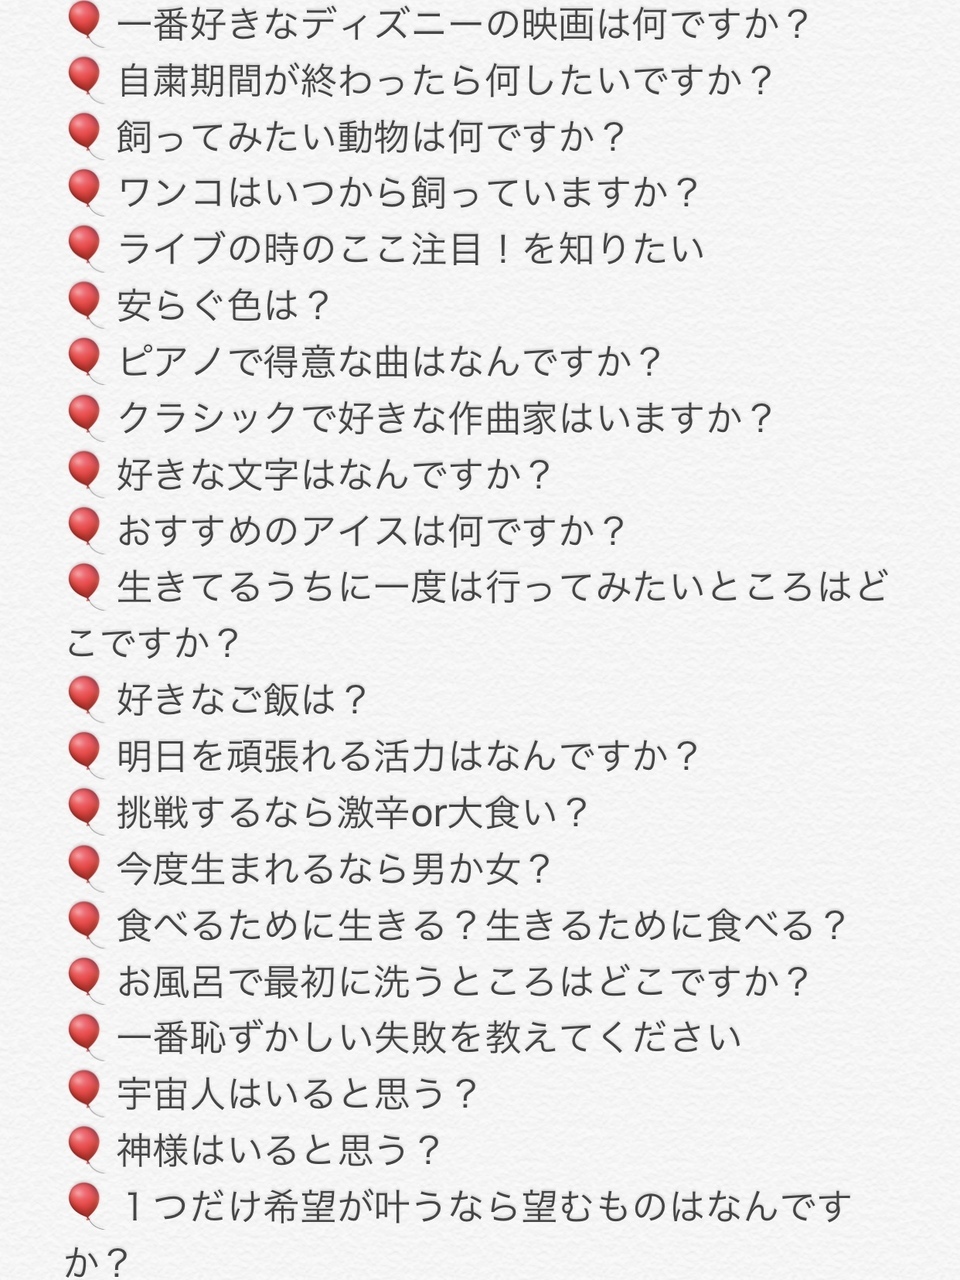 🎈 一番好きなディズニーの映画は何ですか？
🎈 自粛期間が終わったら何したいですか？
🎈 飼ってみたい動物は何ですか？
🎈 ワンコはいつから飼っていますか？
🎈 ライブの時のここ注目！を知りたい
🎈 安らぐ色は？
🎈 ピアノで得意な曲はなんですか？
🎈 クラシックで好きな作曲家はいますか？
🎈 好きな文字はなんですか？
🎈 おすすめのアイスは何ですか？
🎈 生きてるうちに一度は行ってみたいところはど
こですか？
🎈 好きなご飯は？
🎈 明日を頑張れる活力はなんですか？
🎈 挑戦するなら激辛or大食い？
🎈 今度生まれるなら男か女？
🎈 食べるために生きる？生きるために食べる？
🎈 お風呂で最初に洗うところはどこですか？
🎈 一番恥ずかしい失敗を教えてください
🎈 宇宙人はいると思う？
🎈 神様はいると思う？
🎈 １つだけ希望が叶うなら望むものはなんです
か？